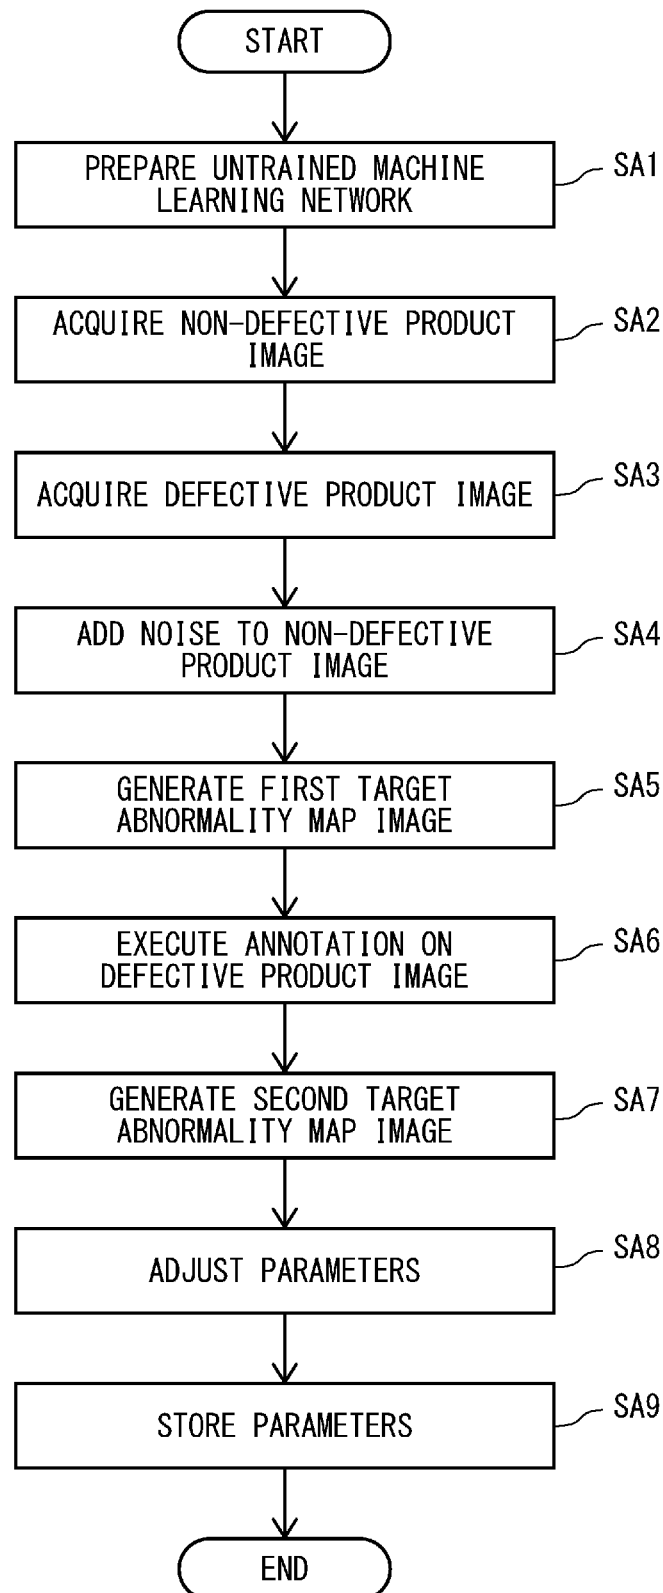 START
PREPARE UNTRAINED MACHINE
LEARNING NETWORK
SA1
ACQUIRE NON-DEFECTIVE PRODUCT
IMAGE
SA2
ACQUIRE DEFECTIVE PRODUCT IMAGE
SA3
ADD NOISE TO NON-DEFECTIVE
PRODUCT IMAGE
SA4
GENERATE FIRST TARGET
ABNORMALITY MAP IMAGE
SA5
EXECUTE ANNOTATION ON
DEFECTIVE PRODUCT IMAGE
SA6
GENERATE SECOND TARGET
ABNORMALITY MAP IMAGE
SA7
ADJUST PARAMETERS
SA8
STORE PARAMETERS
SA9
END